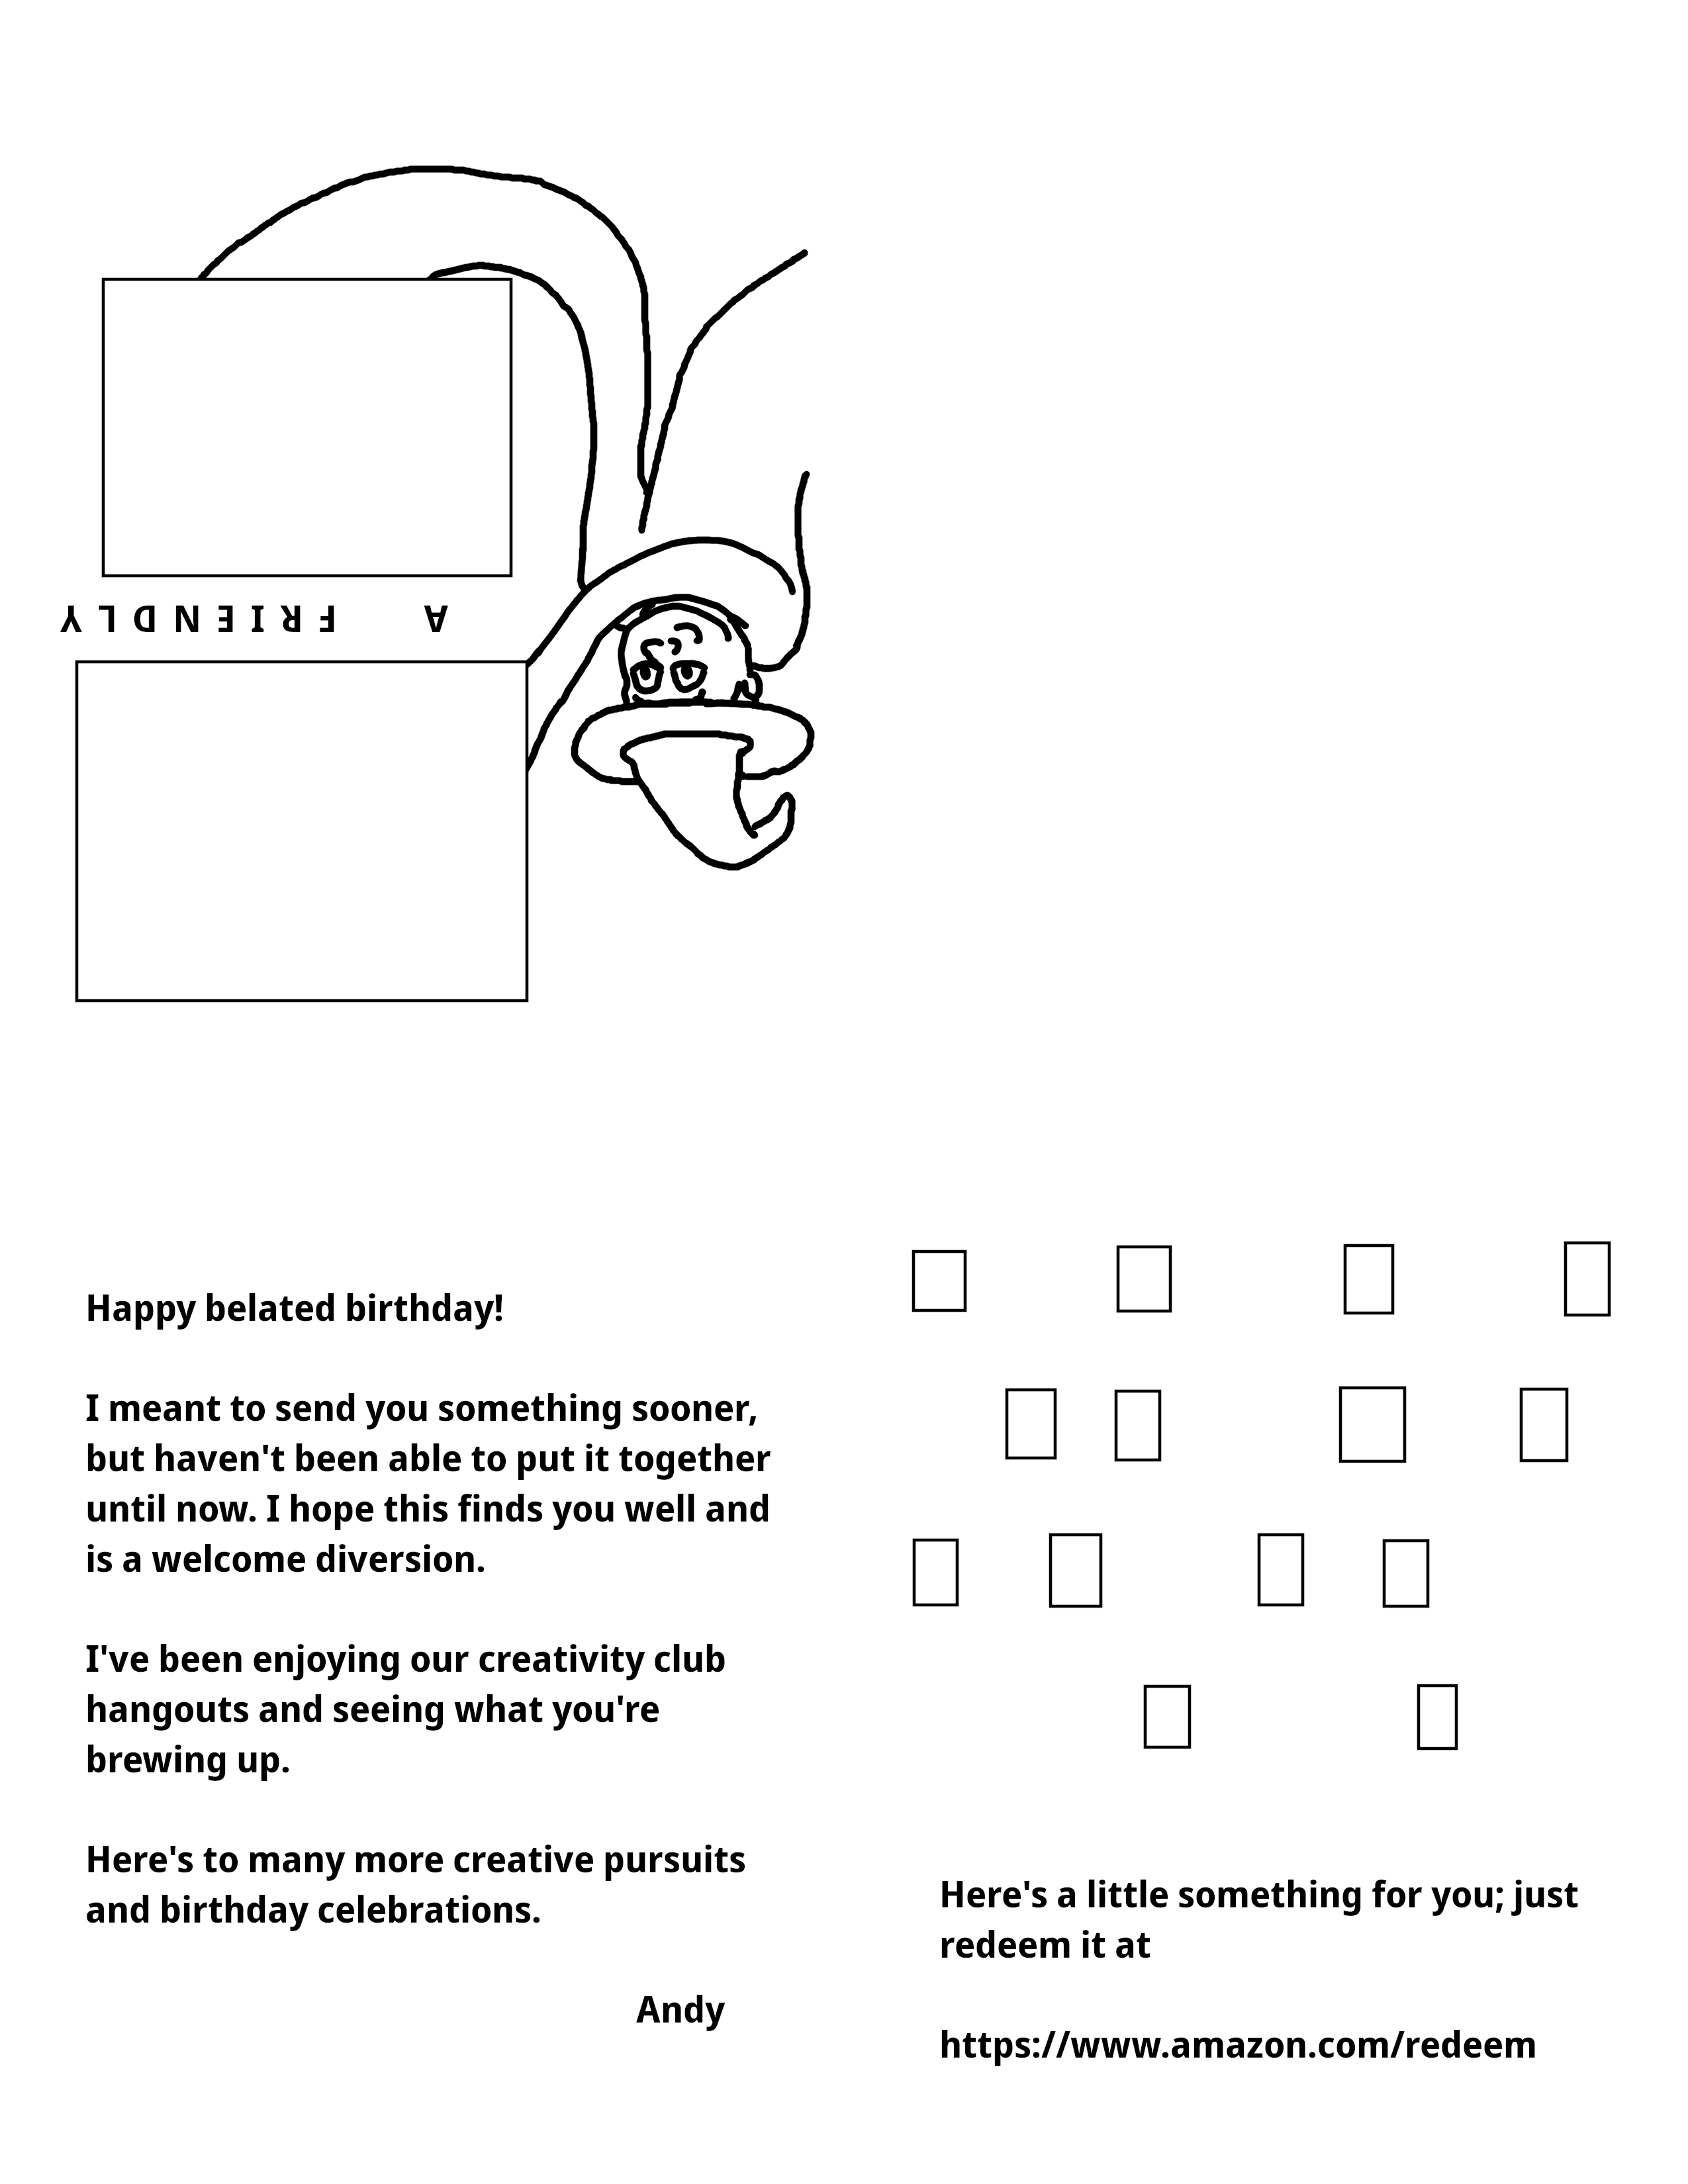 A FRIENDLY
Happy belated birthday!
I meant to send you something sooner,
but haven't been able to put it together
until now. I hope this finds you well and
is a welcome diversion.
I've been enjoying our creativity club
hangouts and seeing what you're
brewing up.
Here's to many more creative pursuits
and birthday celebrations.
Andy
Here's a little something for you; just
redeem it at
https://www.amazon.com/redeem